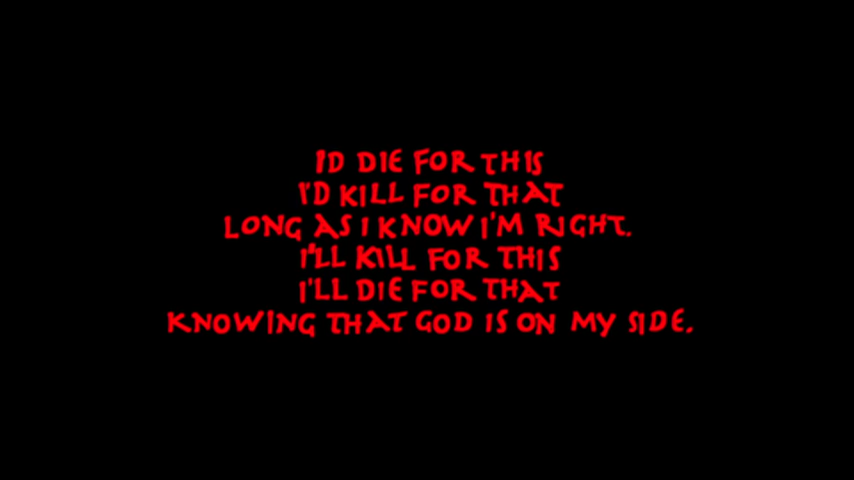 I'D DIE FOR THIS
I'D KILL FOR THAT
LONG AS I KNOW I'M RIGHT.
I'LL KILL FOR THIS
I'LL DIE FOR THAT
KNOWING THAT GOD IS ON MY SIDE.